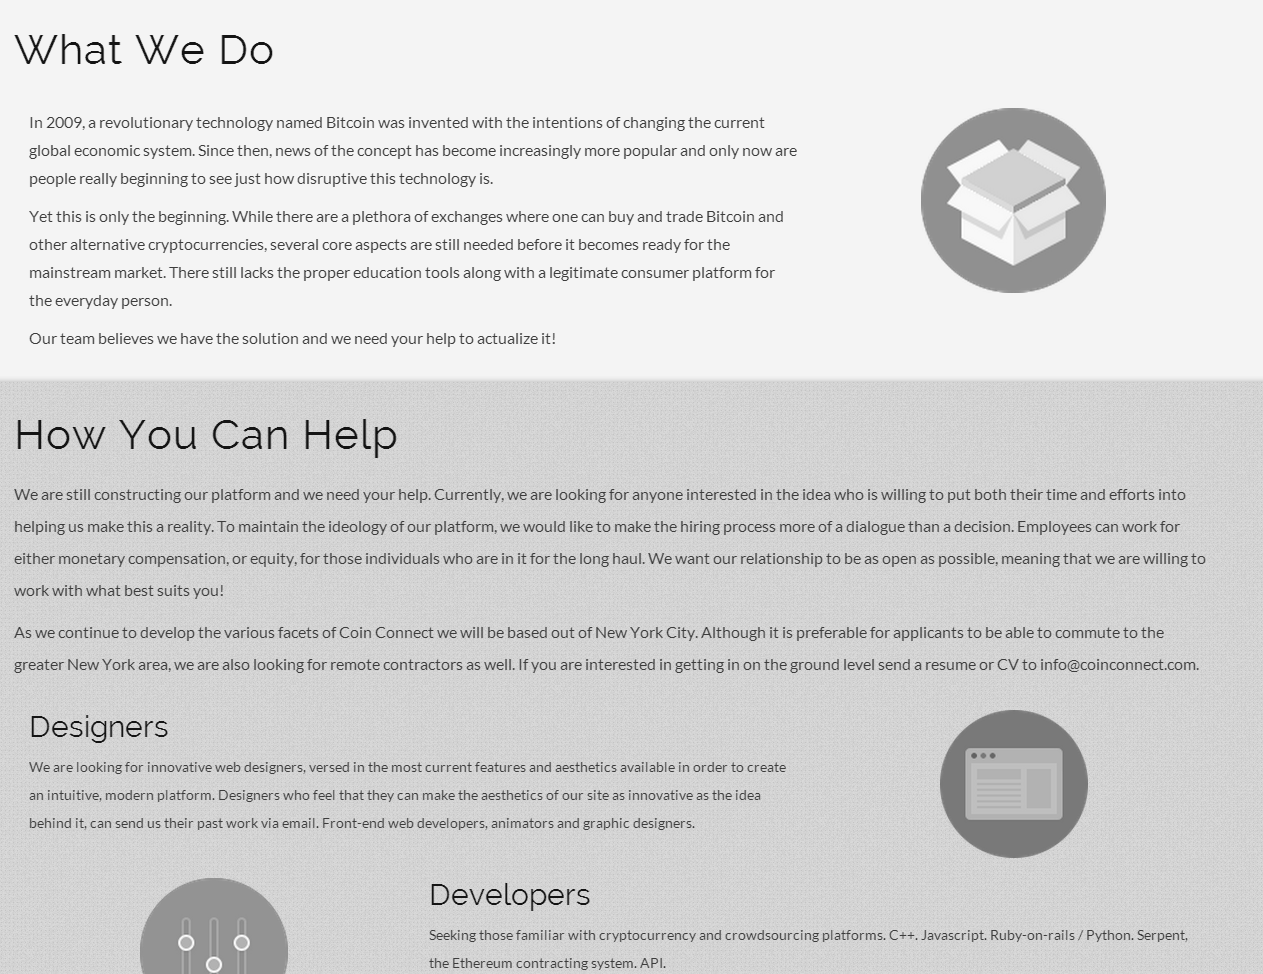 What We Do
In 2009, a revolutionary technology named Bitcoin was invented with the intentions of changing the current
global economic system. Since then, news of the concept has become increasingly more popular and only now are
people really beginning to see just how disruptive this technology is.
Yet this is only the beginning. While there are a plethora of exchanges where one can buy and trade Bitcoin and
other alternative cryptocurrencies, several core aspects are still needed before it becomes ready for the
mainstream market. There still lacks the proper education tools along with a legitimate consumer platform for
the everyday person.
Our team believes we have the solution and we need your help to actualize it!
How You Can Help
We are still constructing our platform and we need your help. Currently, we are looking for anyone interested in the idea who is willing to put both their time and efforts into
helping us make this a reality. To maintain the ideology of our platform, we would like to make the hiring process more of a dialogue than a decision. Employees can work for
either monetary compensation, or equity, for those individuals who are in it for the long haul. We want our relationship to be as open as possible, meaning that we are willing to
work with what best suits you!
As we continue to develop the various facets of Coin Connect we will be based out of New York City. Although it is preferable for applicants to be able to commute to the
greater New York area, we are also looking for remote contractors as well. If you are interested in getting in on the ground level send a resume or CV to info@coinconnect.com.
Designers
We are looking for innovative web designers, versed in the most current features and aesthetics available in order to create
an intuitive, modern platform. Designers who feel that they can make the aesthetics of our site as innovative as the idea
behind it, can send us their past work via email. Front-end web developers, animators and graphic designers.
Developers
Seeking those familiar with cryptocurrency and crowdsourcing platforms. C++. Javascript. Ruby-on-rails / Python. Serpent,
the Ethereum contracting system. API.